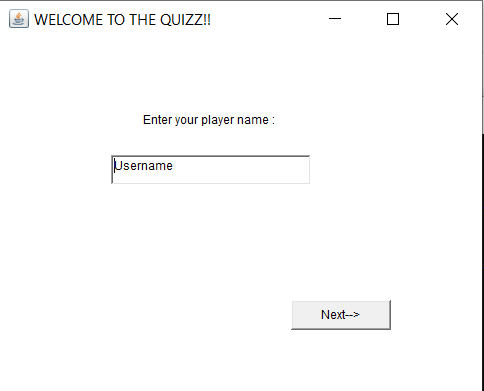 WELCOME TO THE QUIZZ!!
Enter your player name :
Username
Next-->